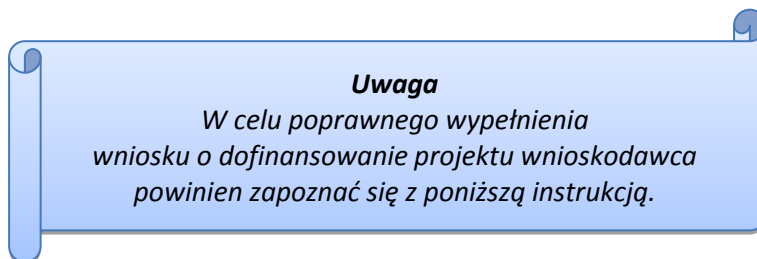 Uwaga
W celu poprawnego wypełnienia
wniosku o dofinansowanie projektu wnioskodawca
powinien zapoznać się z poniższą instrukcją.